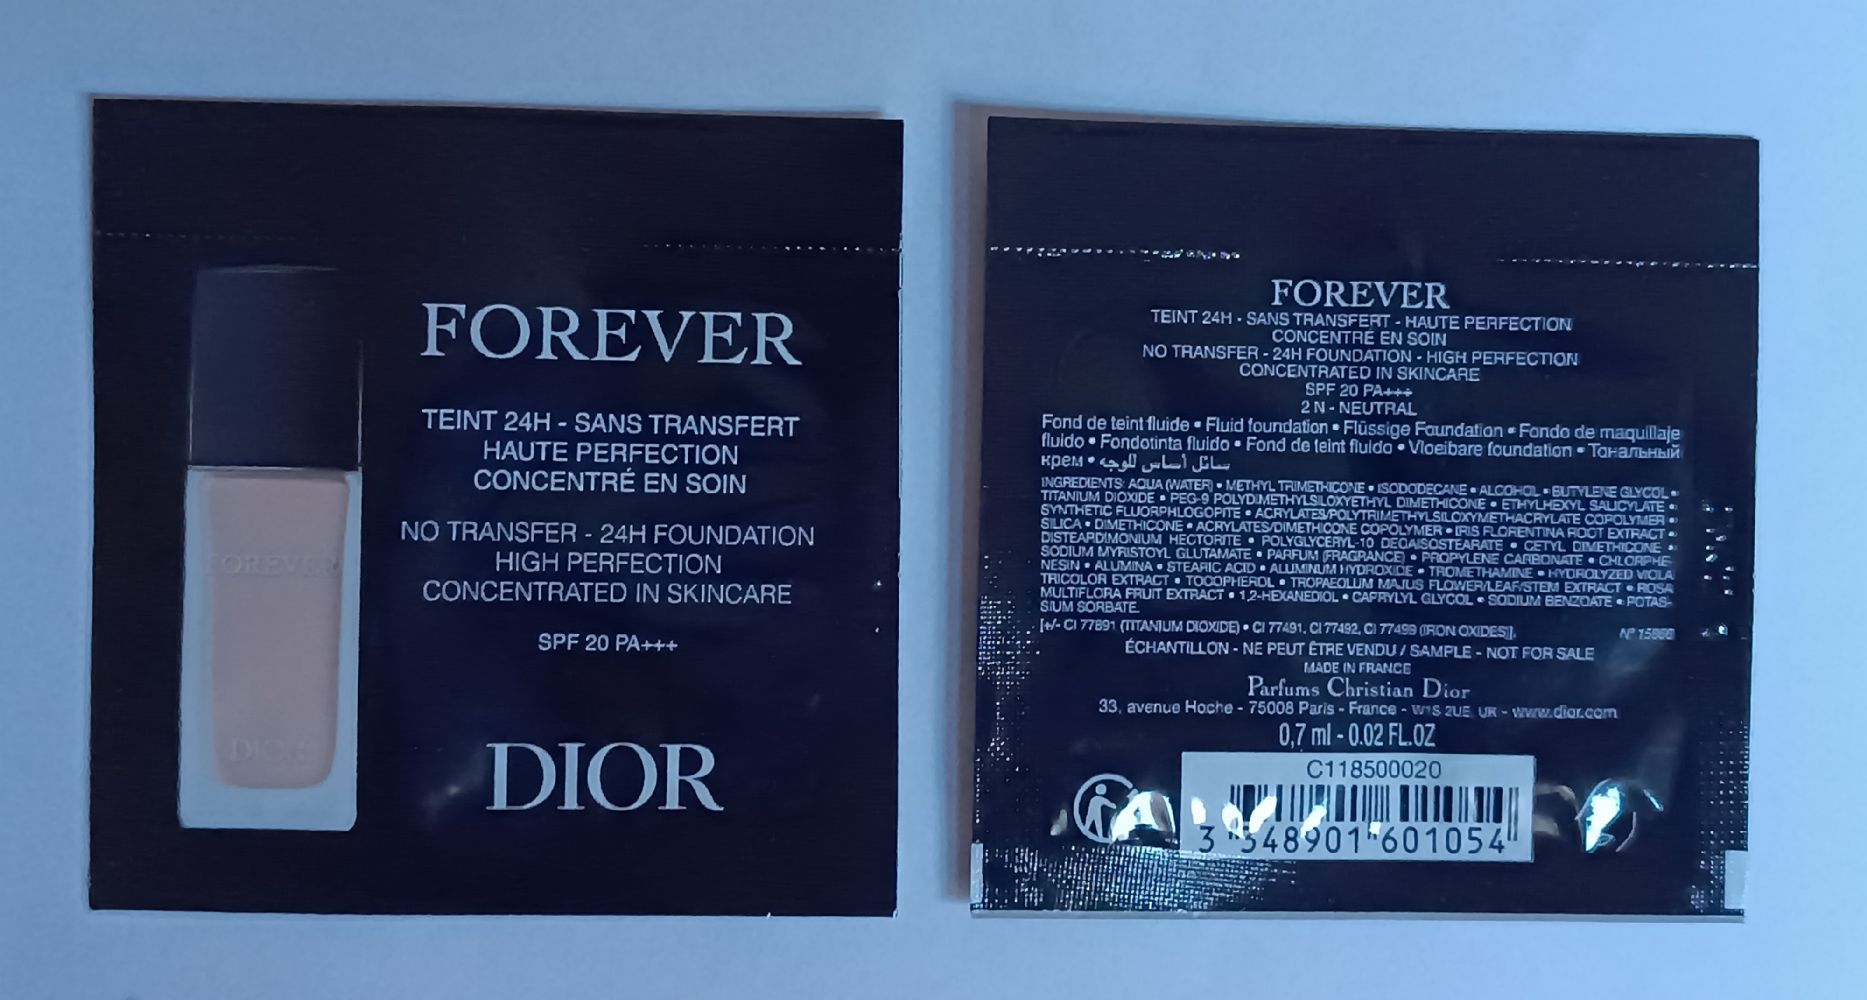 FOREVER
TEINT 24H - SANS TRANSFERT
HAUTE PERFECTION
CONCENTRÉ EN SOIN
NO TRANSFER - 24H FOUNDATION
HIGH PERFECTION
CONCENTRATED IN SKINCARE
SPF 20 PA+++
DIOR
FOREVER
DIOR
FOREVER
TEINT 24H - SANS TRANSFERT - HAUTE PERFECTION
CONCENTRÉ EN SOIN
NO TRANSFER - 24H FOUNDATION - HIGH PERFECTION
CONCENTRATED IN SKINCARE
SPF 20 PA+++
2 N - NEUTRAL
Fond de teint fluide • Fluid foundation • Flüssige Foundation • Fondo de maquillaje
fluido • Fondotinta fluido • Fond de teint fluido • Vloeibare foundation • Тональный
крем • سائل أساس للوجه
INGREDIENTS: AQUA (WATER) • METHYL TRIMETHICONE • ISODODECANE • ALCOHOL • BUTYLENE GLYCOL •
TITANIUM DIOXIDE • PEG-9 POLYDIMETHYLSILOXYETHYL DIMETHICONE • ETHYLHEXYL SALICYLATE •
SYNTHETIC FLUORPHLOGOPITE • ACRYLATES/POLYTRIMETHYLSILOXYMETHACRYLATE COPOLYMER •
SILICA • DIMETHICONE • ACRYLATES/DIMETHICONE COPOLYMER • IRIS FLORENTINA ROOT EXTRACT •
DISTEARDIMONIUM HECTORITE • POLYGLYCERYL-10 DECAISOSTEARATE • CETYL DIMETHICONE •
SODIUM MYRISTOYL GLUTAMATE • PARFUM (FRAGRANCE) • PROPYLENE CARBONATE • CHLORPHE-
NESIN • ALUMINA • STEARIC ACID • ALUMINUM HYDROXIDE • TROMETHAMINE • HYDROLYZED VIOLA
TRICOLOR EXTRACT • TOCOPHEROL • TROPAEOLUM MAJUS FLOWER/LEAF/STEM EXTRACT • ROSA
MULTIFLORA FRUIT EXTRACT • 1,2-HEXANEDIOL • CAPRYLYL GLYCOL • SODIUM BENZOATE • POTAS-
SIUM SORBATE.
[+/- CI 77891 (TITANIUM DIOXIDE) • CI 77491, CI 77492, CI 77499 (IRON OXIDES)]. N°
ÉCHANTILLON - NE PEUT ÊTRE VENDU / SAMPLE - NOT FOR SALE
MADE IN FRANCE
Parfums Christian Dior
33, avenue Hoche - 75008 Paris - France - W1S 2UE, UK - www.dior.com
0,7 ml - 0.02 FL.OZ
C118500020
3 348901 601054